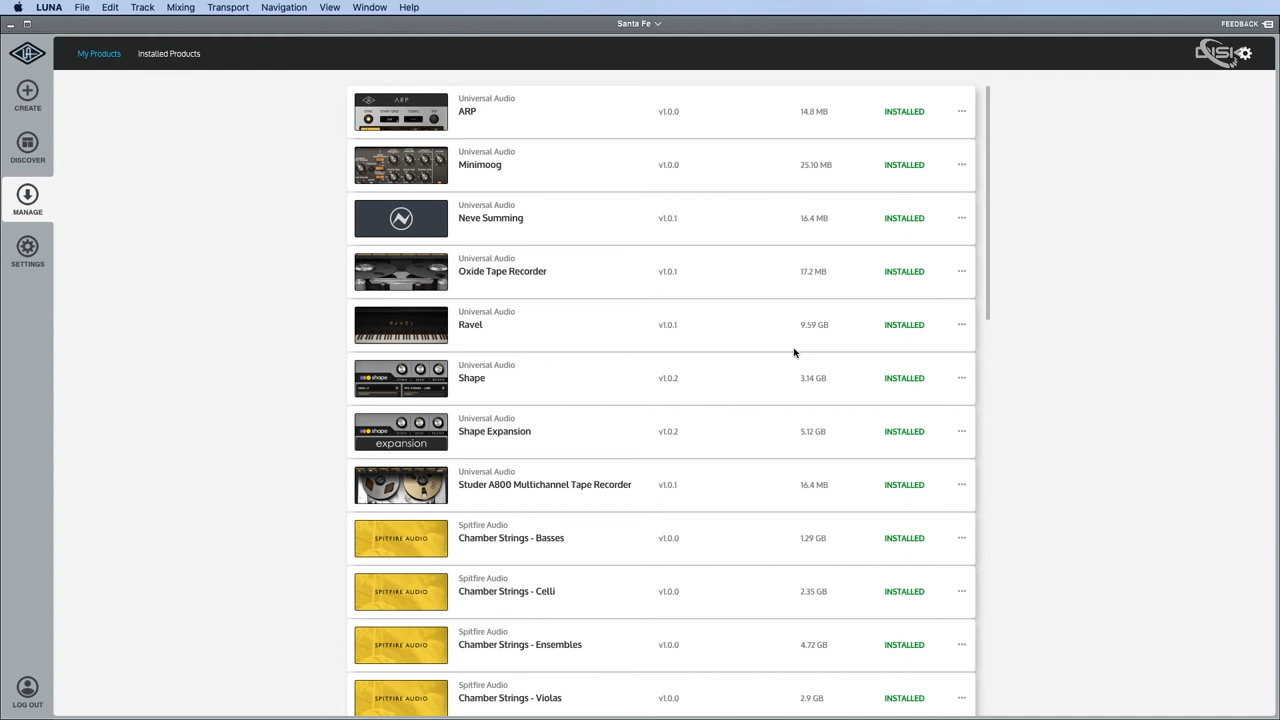 LUNA File Edit Track Mixing Transport Navigation View Window Help
Santa Fe
FEEDBACK
My Products Installed Products
CREATE
DISCOVER
MANAGE
SETTINGS
LOG OUT
ARP
Universal Audio
ARP v1.0.0 14.8 MB INSTALLED ...
Universal Audio
Minimoog v1.0.0 25.10 MB INSTALLED ...
Universal Audio
Neve Summing v1.0.1 16.4 MB INSTALLED ...
Universal Audio
Oxide Tape Recorder v1.0.1 17.2 MB INSTALLED ...
RAVEL
Universal Audio
Ravel v1.0.1 9.59 GB INSTALLED ...
shape
Universal Audio
Shape v1.0.2 GB INSTALLED ...
shape
expansion
Universal Audio
Shape Expansion v1.0.2 5.12 GB INSTALLED ...
Universal Audio
Studer A800 Multichannel Tape Recorder v1.0.1 16.4 MB INSTALLED ...
SPITFIRE AUDIO
Spitfire Audio
Chamber Strings - Basses v1.0.0 1.29 GB INSTALLED ...
SPITFIRE AUDIO
Spitfire Audio
Chamber Strings - Celli v1.0.0 2.35 GB INSTALLED ...
SPITFIRE AUDIO
Spitfire Audio
Chamber Strings - Ensembles v1.0.0 4.72 GB INSTALLED ...
SPITFIRE AUDIO
Spitfire Audio
Chamber Strings - Violas v1.0.0 2.9 GB INSTALLED ...